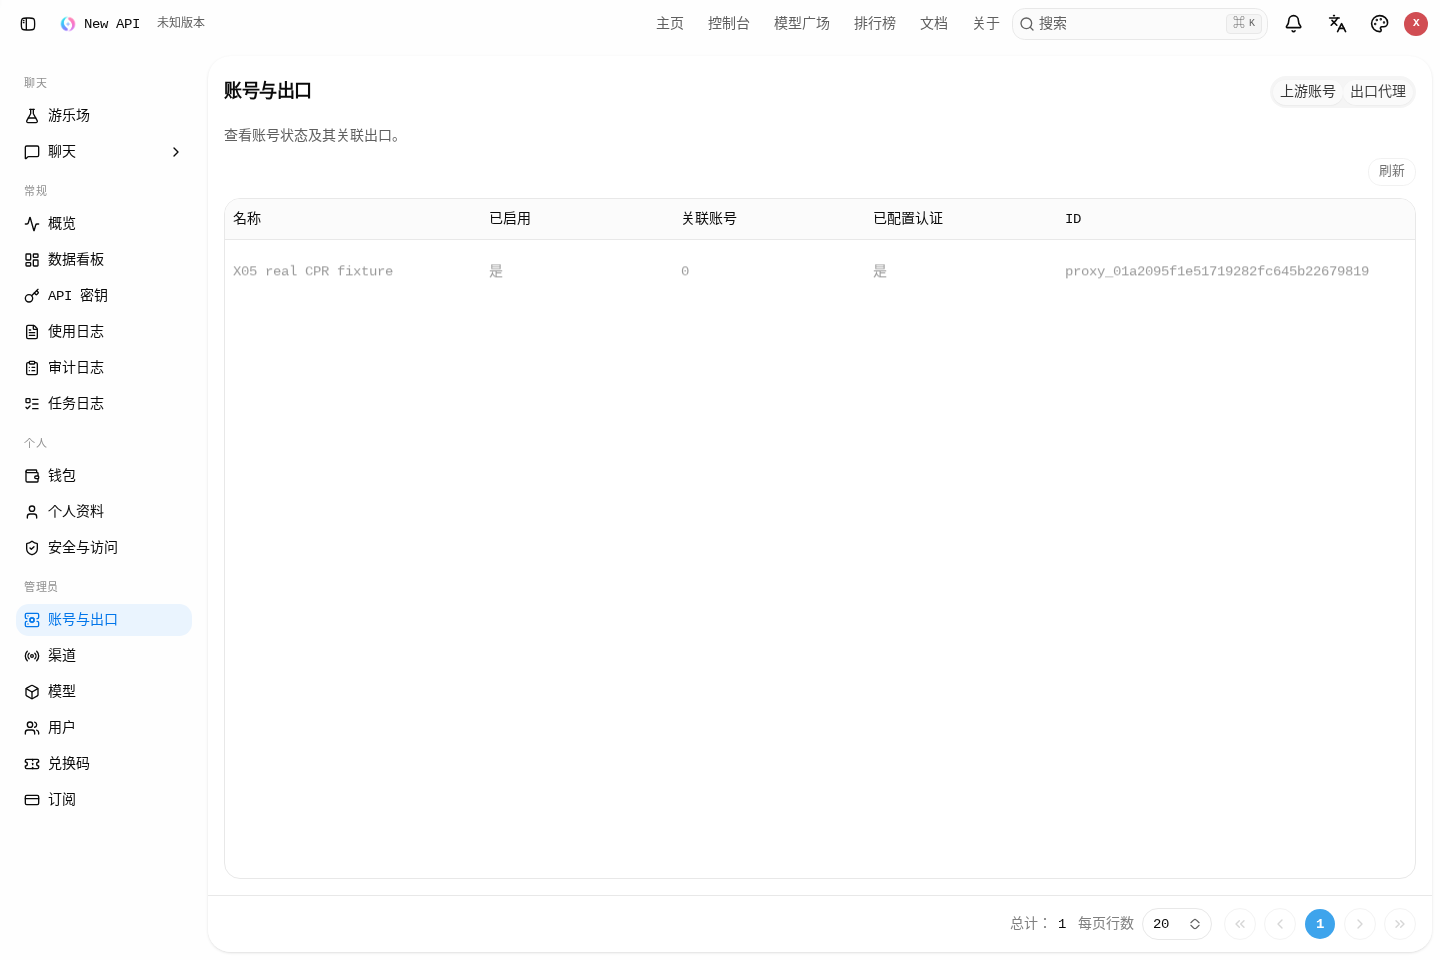 New API 未知版本 主页 控制台 模型广场 排行榜 文档 关于 搜索 ⌘ K X
聊天
游乐场
聊天
常规
概览
数据看板
API 密钥
使用日志
审计日志
任务日志
个人
钱包
个人资料
安全与访问
管理员
账号与出口
渠道
模型
用户
兑换码
订阅
账号与出口
上游账号 出口代理
查看账号状态及其关联出口。
刷新
名称 已启用 关联账号 已配置认证 ID
X05 real CPR fixture 是 0 是 proxy_01a2095f1e51719282fc645b22679819
总计： 1 每页行数 20 1